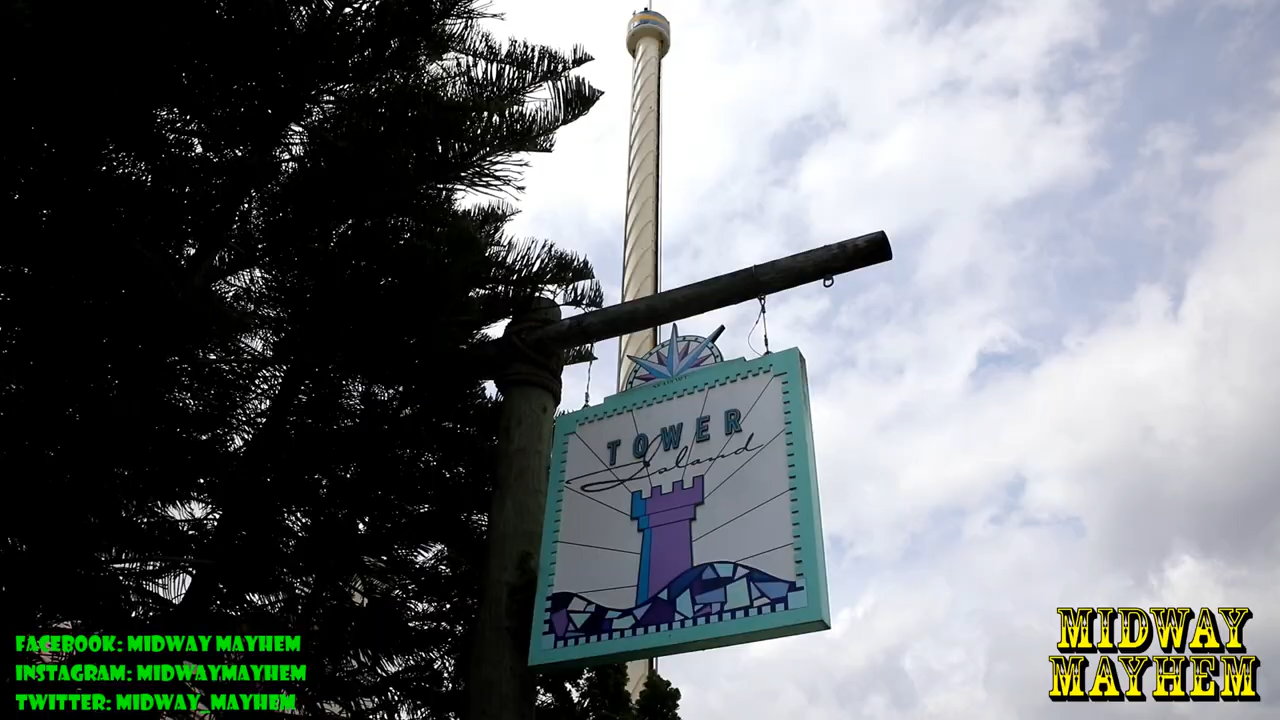 TOWER
Island
FACEBOOK: MIDWAY MAYHEM
INSTAGRAM: MIDWAYMAYHEM
TWITTER: MIDWAY_MAYHEM
MIDWAY
MAYHEM